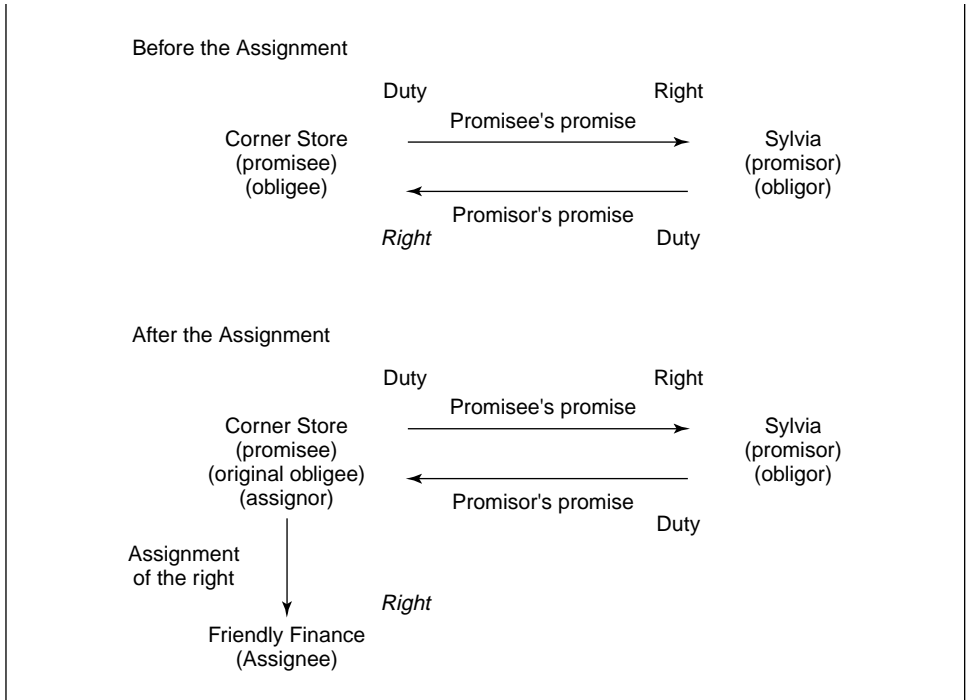 Before the Assignment
Duty Right
Promisee's promise
Corner Store Sylvia
(promisee) (promisor)
(obligee) (obligor)
Promisor's promise
Right Duty
After the Assignment
Duty Right
Promisee's promise
Corner Store Sylvia
(promisee) (promisor)
(original obligee) (obligor)
(assignor)
Promisor's promise
Duty
Assignment
of the right
Right
Friendly Finance
(Assignee)